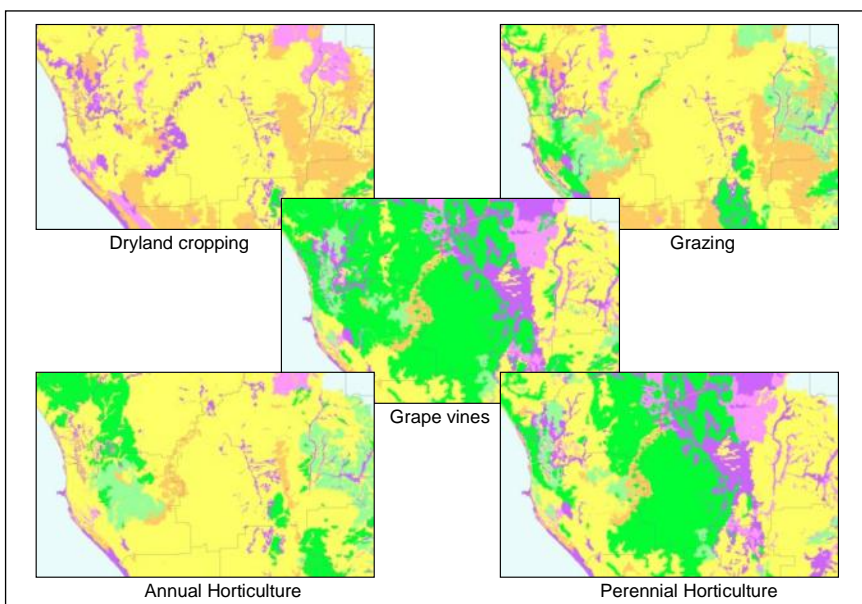 Dryland cropping
Grazing
Grape vines
Annual Horticulture
Perennial Horticulture